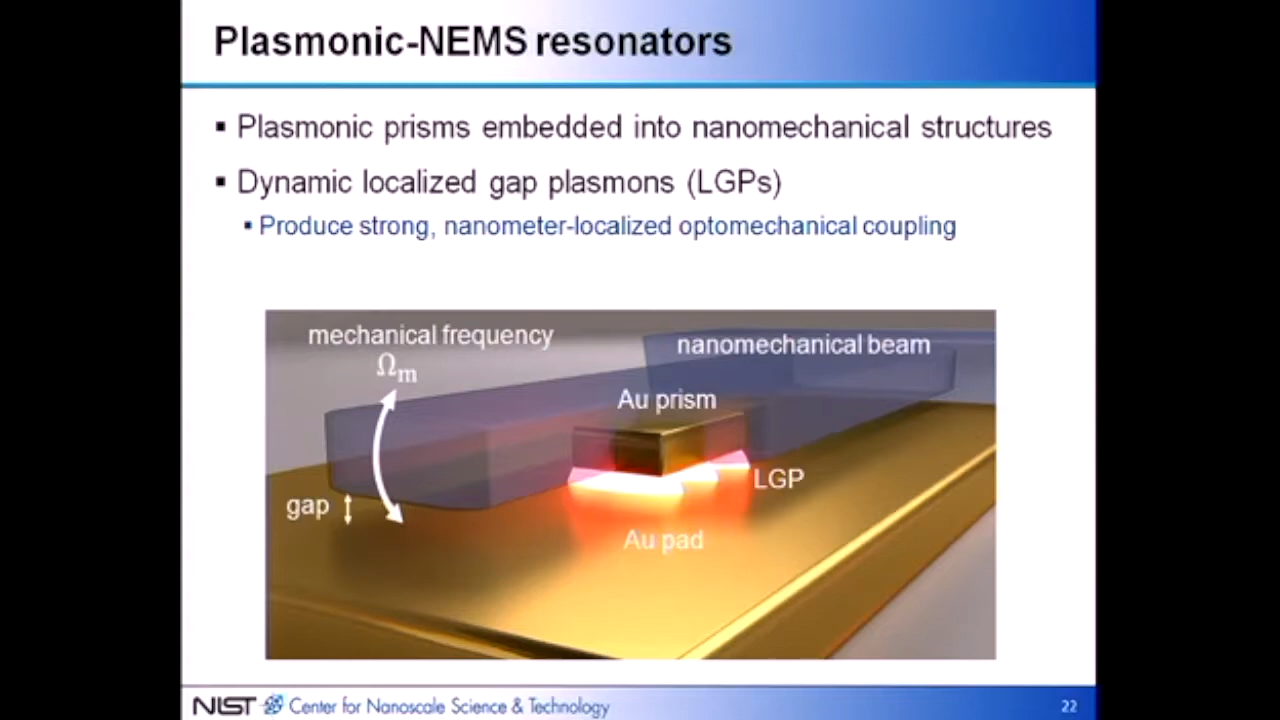 Plasmonic-NEMS resonators
▪ Plasmonic prisms embedded into nanomechanical structures
▪ Dynamic localized gap plasmons (LGPs)
▪ Produce strong, nanometer-localized optomechanical coupling
mechanical frequency
Ωm
nanomechanical beam
Au prism
LGP
gap
Au pad
NIST Center for Nanoscale Science & Technology
22